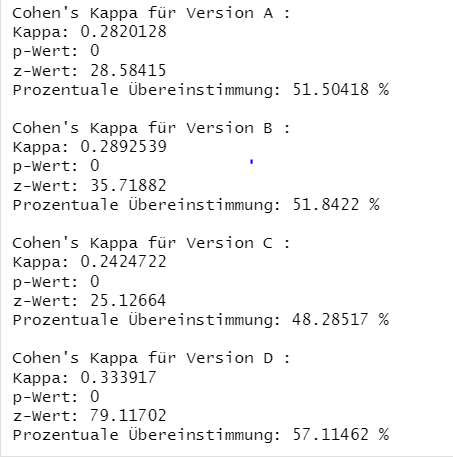 Cohen's Kappa für Version A :
Kappa: 0.2820128
p-Wert: 0
z-Wert: 28.58415
Prozentuale Übereinstimmung: 51.50418 %
Cohen's Kappa für Version B :
Kappa: 0.2892539
p-Wert: 0
z-Wert: 35.71882
Prozentuale Übereinstimmung: 51.8422 %
Cohen's Kappa für Version C :
Kappa: 0.2424722
p-Wert: 0
z-Wert: 25.12664
Prozentuale Übereinstimmung: 48.28517 %
Cohen's Kappa für Version D :
Kappa: 0.333917
p-Wert: 0
z-Wert: 79.11702
Prozentuale Übereinstimmung: 57.11462 %